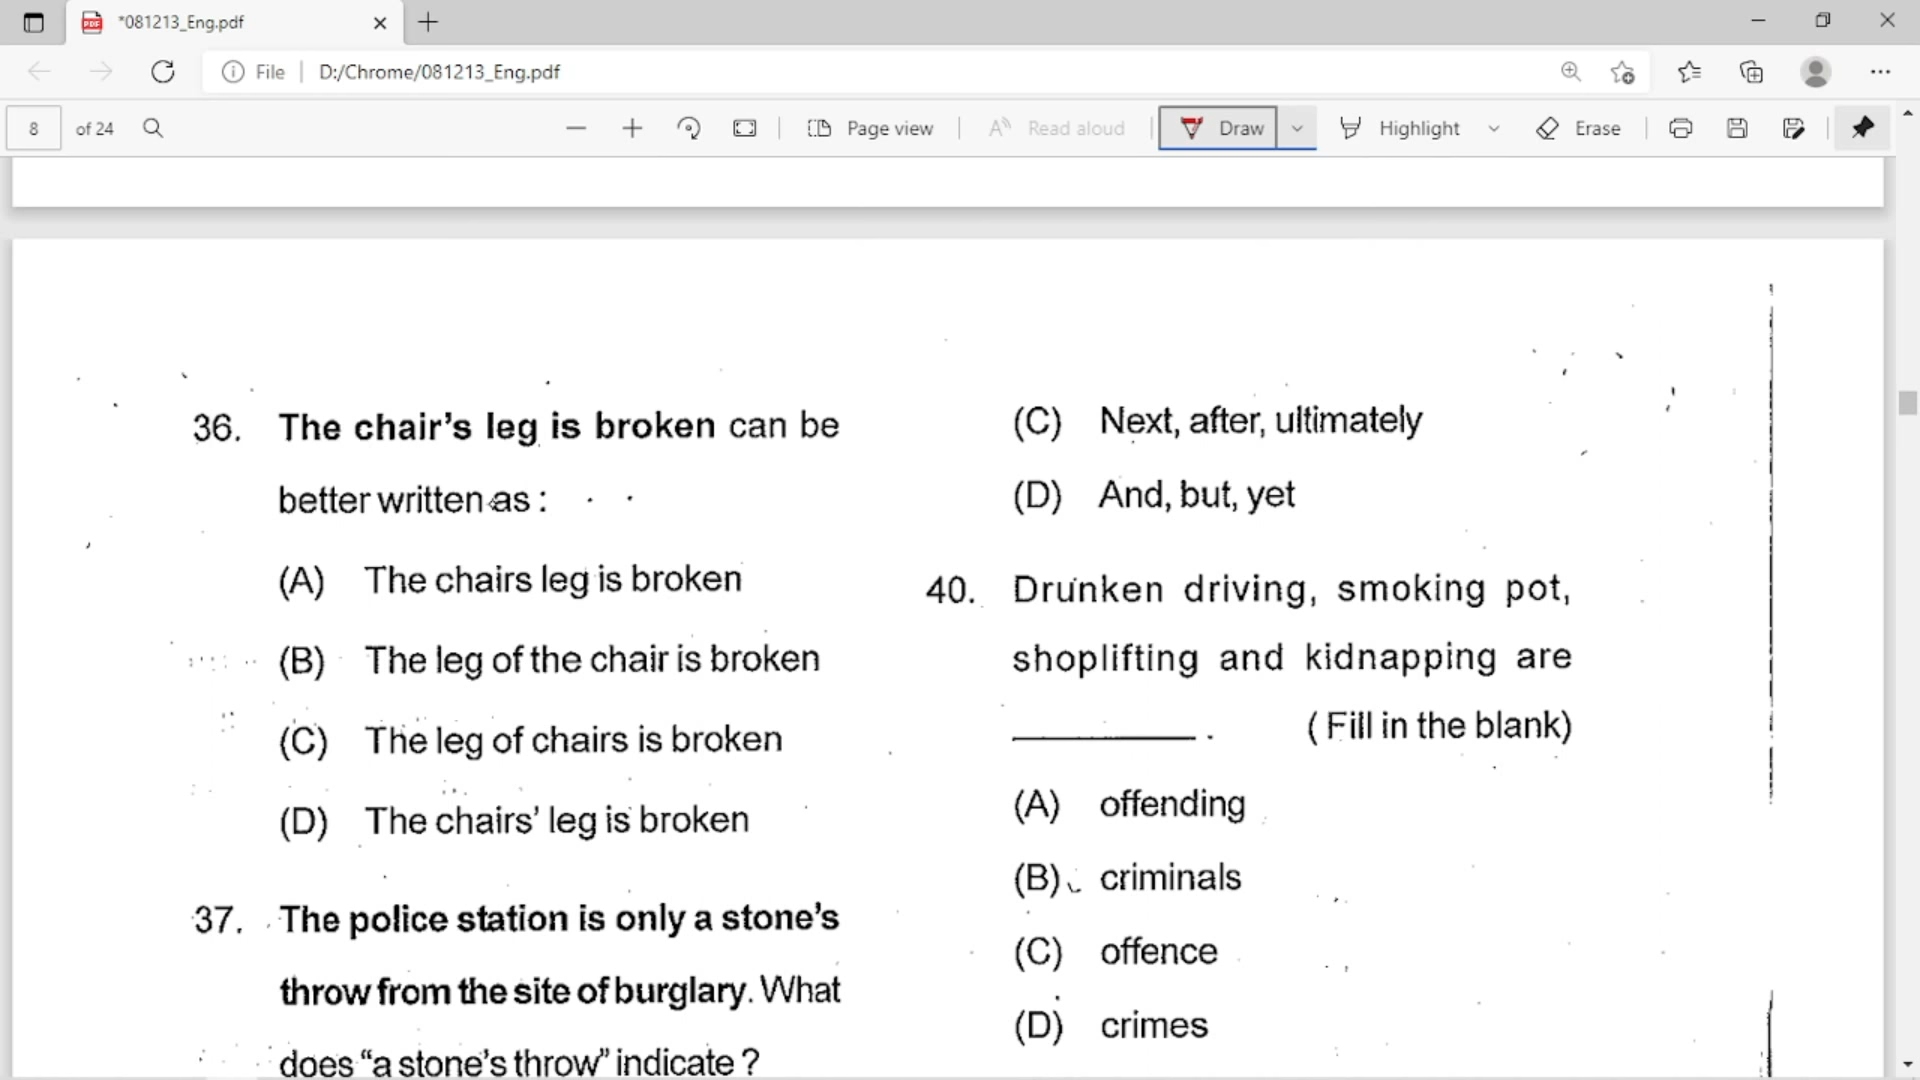 *081213_Eng.pdf
File
D:/Chrome/081213_Eng.pdf
8 of 24
Page view
Read aloud
Draw
Highlight
Erase
36. The chair's leg is broken can be
better written as :
(A) The chairs leg is broken
(B) The leg of the chair is broken
(C) The leg of chairs is broken
(D) The chairs' leg is broken
37. The police station is only a stone's
throw from the site of burglary. What
does “a stone's throw” indicate ?
(C) Next, after, ultimately
(D) And, but, yet
40. Drunken driving, smoking pot,
shoplifting and kidnapping are
__________ . ( Fill in the blank)
(A) offending
(B) criminals
(C) offence
(D) crimes